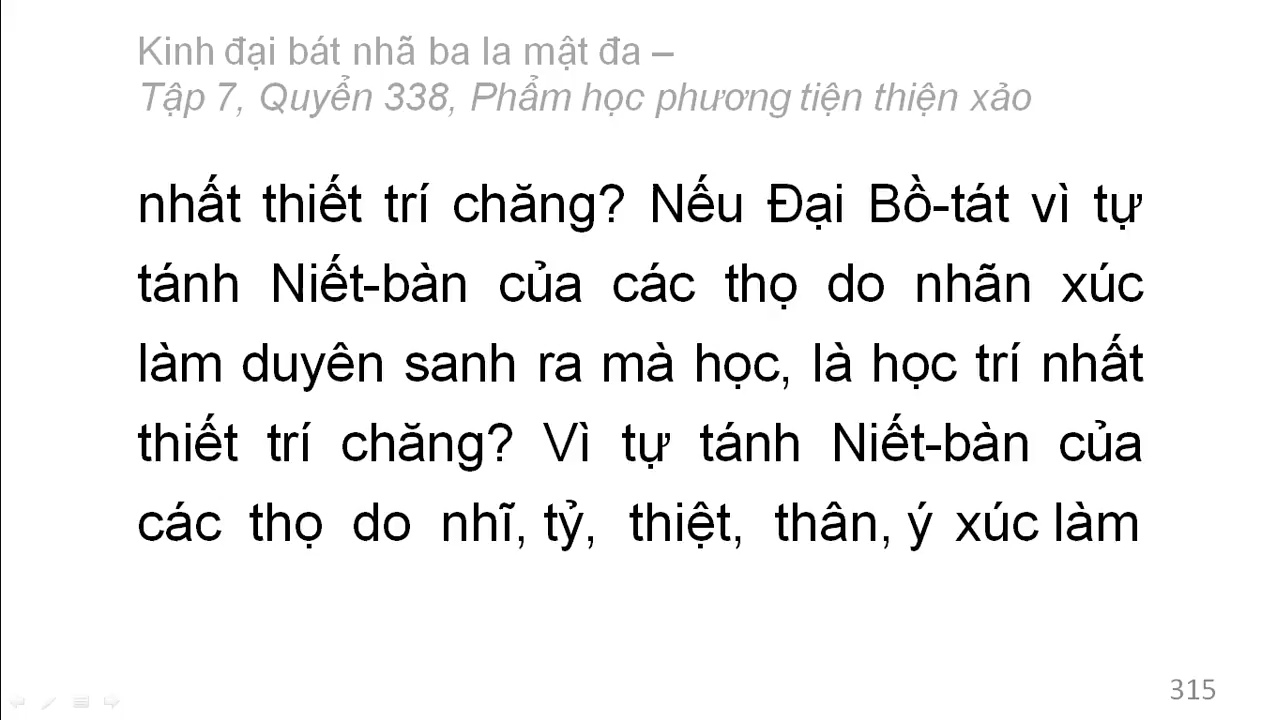 Kinh đại bát nhã ba la mật đa –
Tập 7, Quyển 338, Phẩm học phương tiện thiện xảo
nhất thiết trí chăng? Nếu Đại Bồ-tát vì tự
tánh Niết-bàn của các thọ do nhãn xúc
làm duyên sanh ra mà học, là học trí nhất
thiết trí chăng? Vì tự tánh Niết-bàn của
các thọ do nhĩ, tỷ, thiệt, thân, ý xúc làm
315